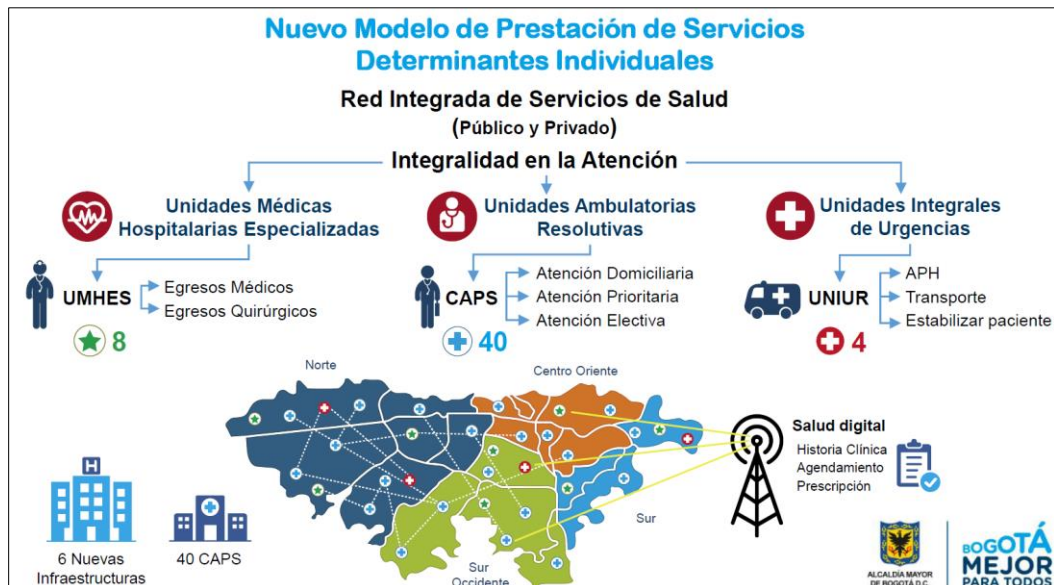 Nuevo Modelo de Prestación de Servicios
Determinantes Individuales
Red Integrada de Servicios de Salud
(Público y Privado)
Integralidad en la Atención
Unidades Médicas
Hospitalarias Especializadas
UMHES
Egresos Médicos
Egresos Quirúrgicos
8
Unidades Ambulatorias
Resolutivas
CAPS
Atención Domiciliaria
Atención Prioritaria
Atención Electiva
40
Unidades Integrales
de Urgencias
UNIUR
APH
Transporte
Estabilizar paciente
4
Norte
Centro Oriente
Sur
Sur
Occidente
Salud digital
Historia Clínica
Agendamiento
Prescripción
H
6 Nuevas
Infraestructuras
40 CAPS
ALCALDÍA MAYOR
DE BOGOTÁ D.C.
BOGOTÁ
MEJOR
PARA TODOS